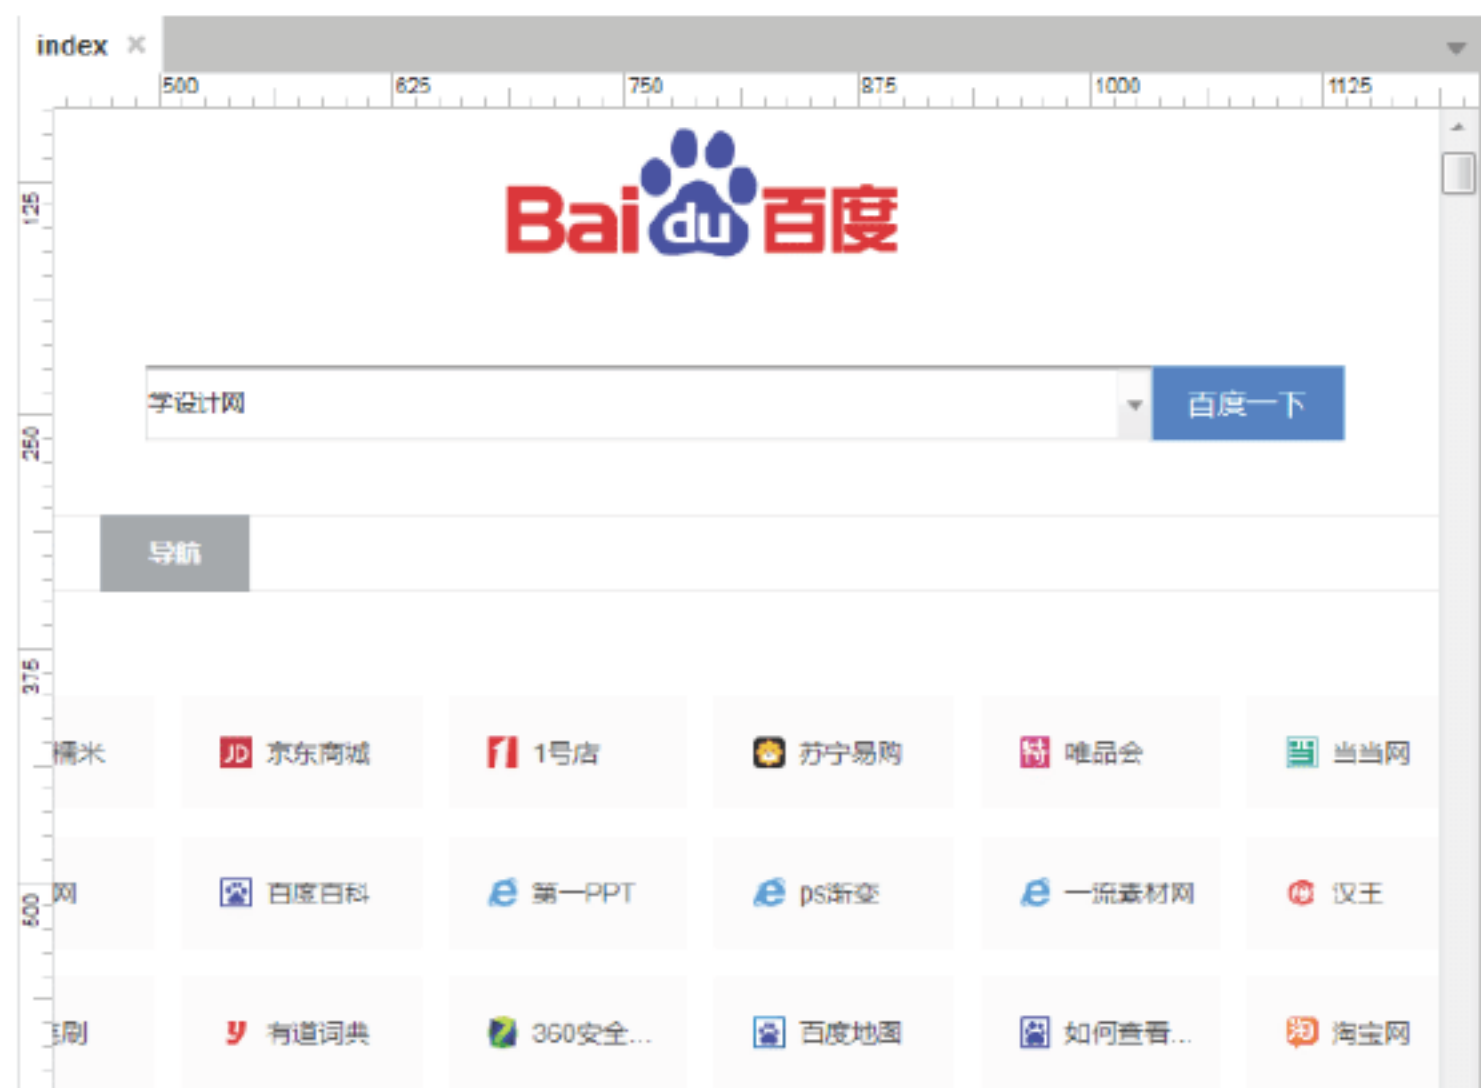 index
500 625 750 875 1000 1125
Bai du 百度
125
学设计网 百度一下
250
导航
375
糯米 京东商城 1号店 苏宁易购 唯品会 当当网
500
网 百度百科 第一PPT ps渐变 一流素材网 汉王
刷 有道词典 360安全... 百度地图 如何查看... 淘宝网